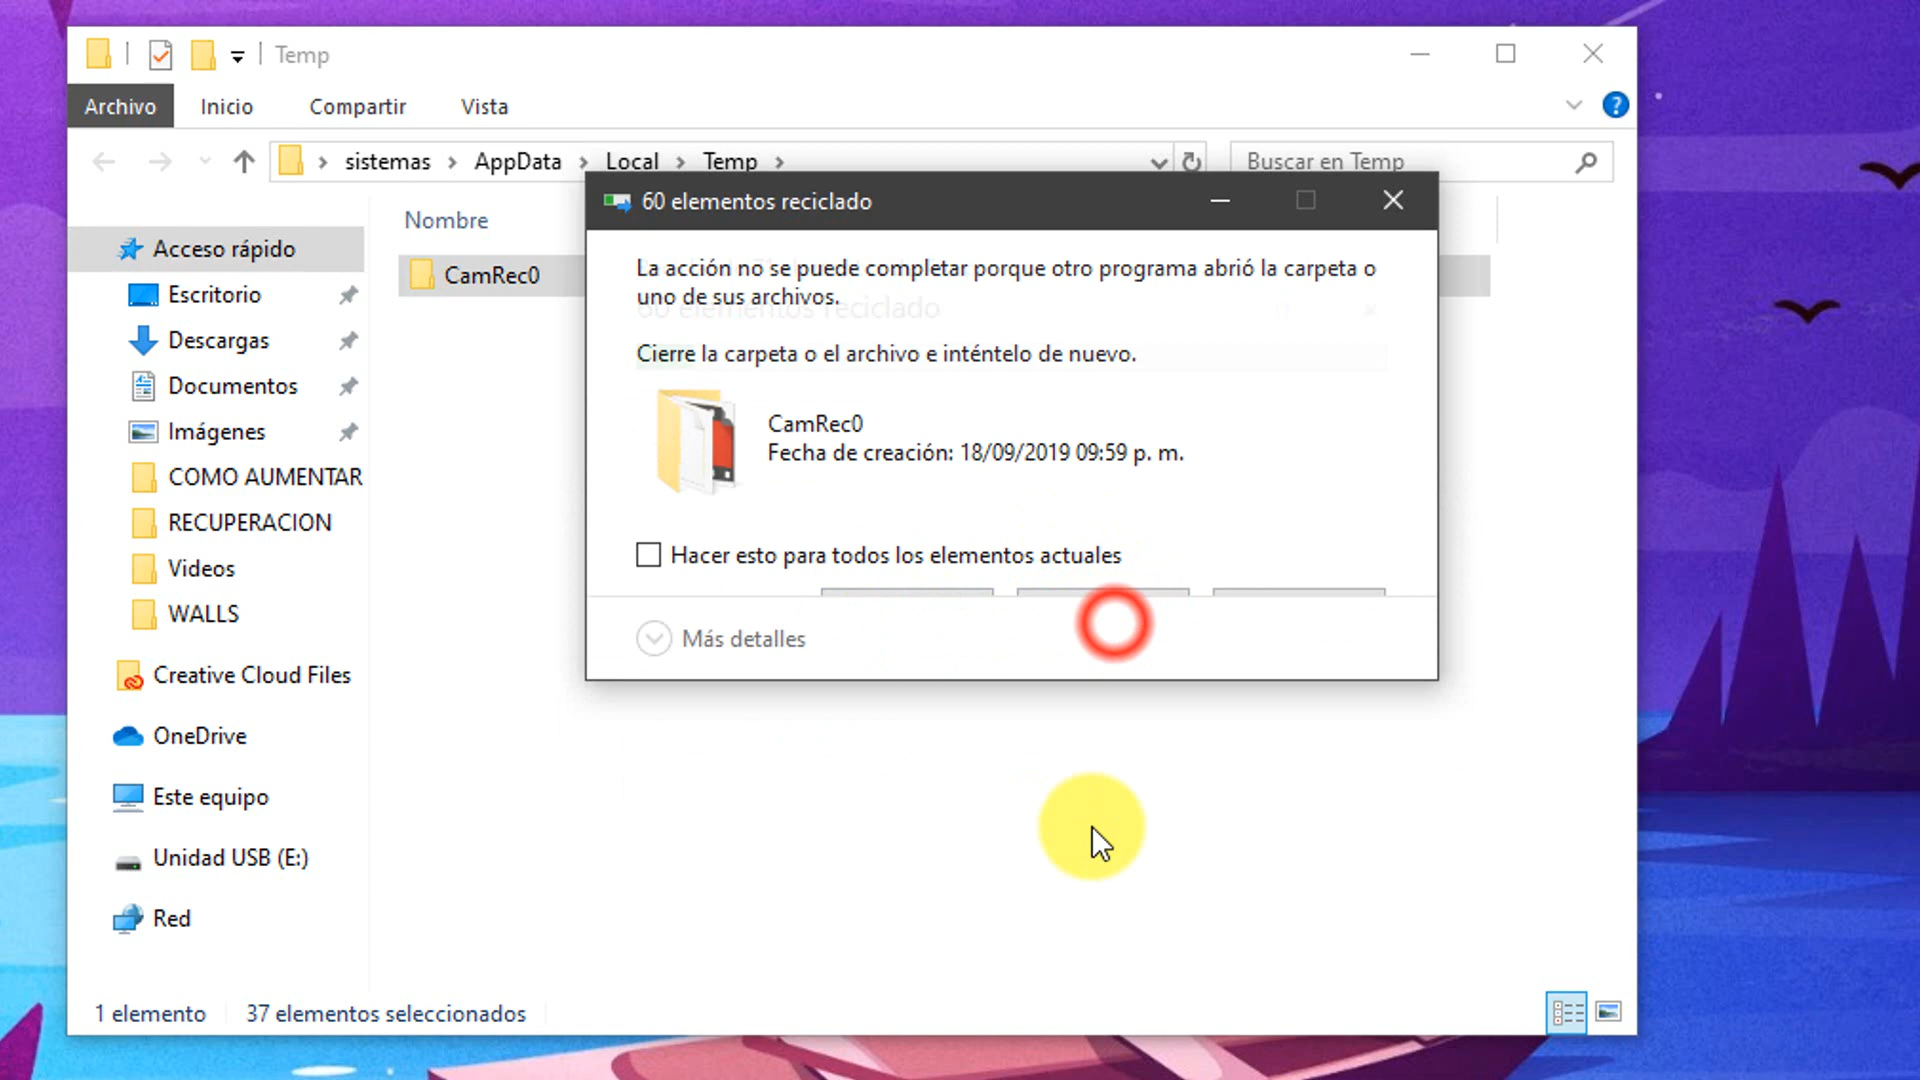 Temp
Archivo Inicio Compartir Vista
sistemas AppData Local Temp
Buscar en Temp
60 elementos reciclado
Nombre
La acción no se puede completar porque otro programa abrió la carpeta o
uno de sus archivos.
60 elementos reciclado
Cierre la carpeta o el archivo e inténtelo de nuevo.
CamRec0
Fecha de creación: 18/09/2019 09:59 p. m.
Hacer esto para todos los elementos actuales
Más detalles
CamRec0
Acceso rápido
Escritorio
Descargas
Documentos
Imágenes
COMO AUMENTAR
RECUPERACION
Videos
WALLS
Creative Cloud Files
OneDrive
Este equipo
Unidad USB (E:)
Red
1 elemento 37 elementos seleccionados